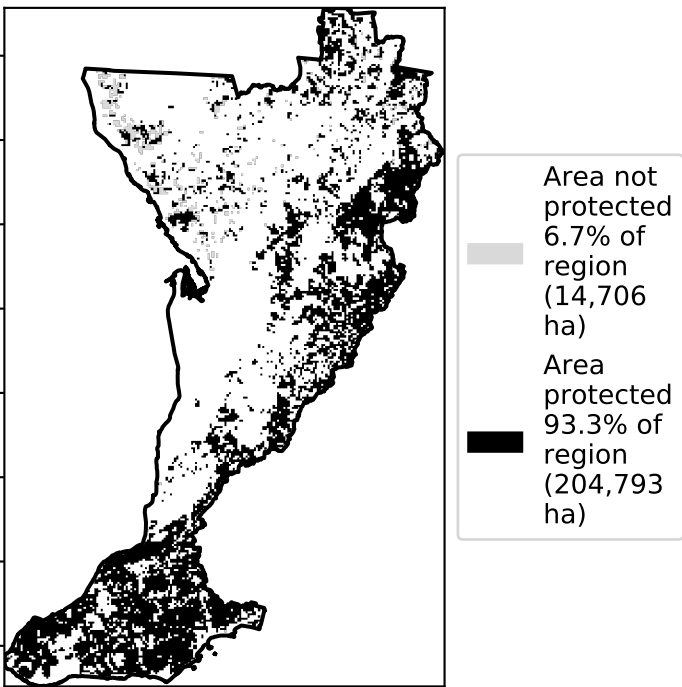 Area not
protected
6.7% of
region
(14,706
ha)
Area
protected
93.3% of
region
(204,793
ha)